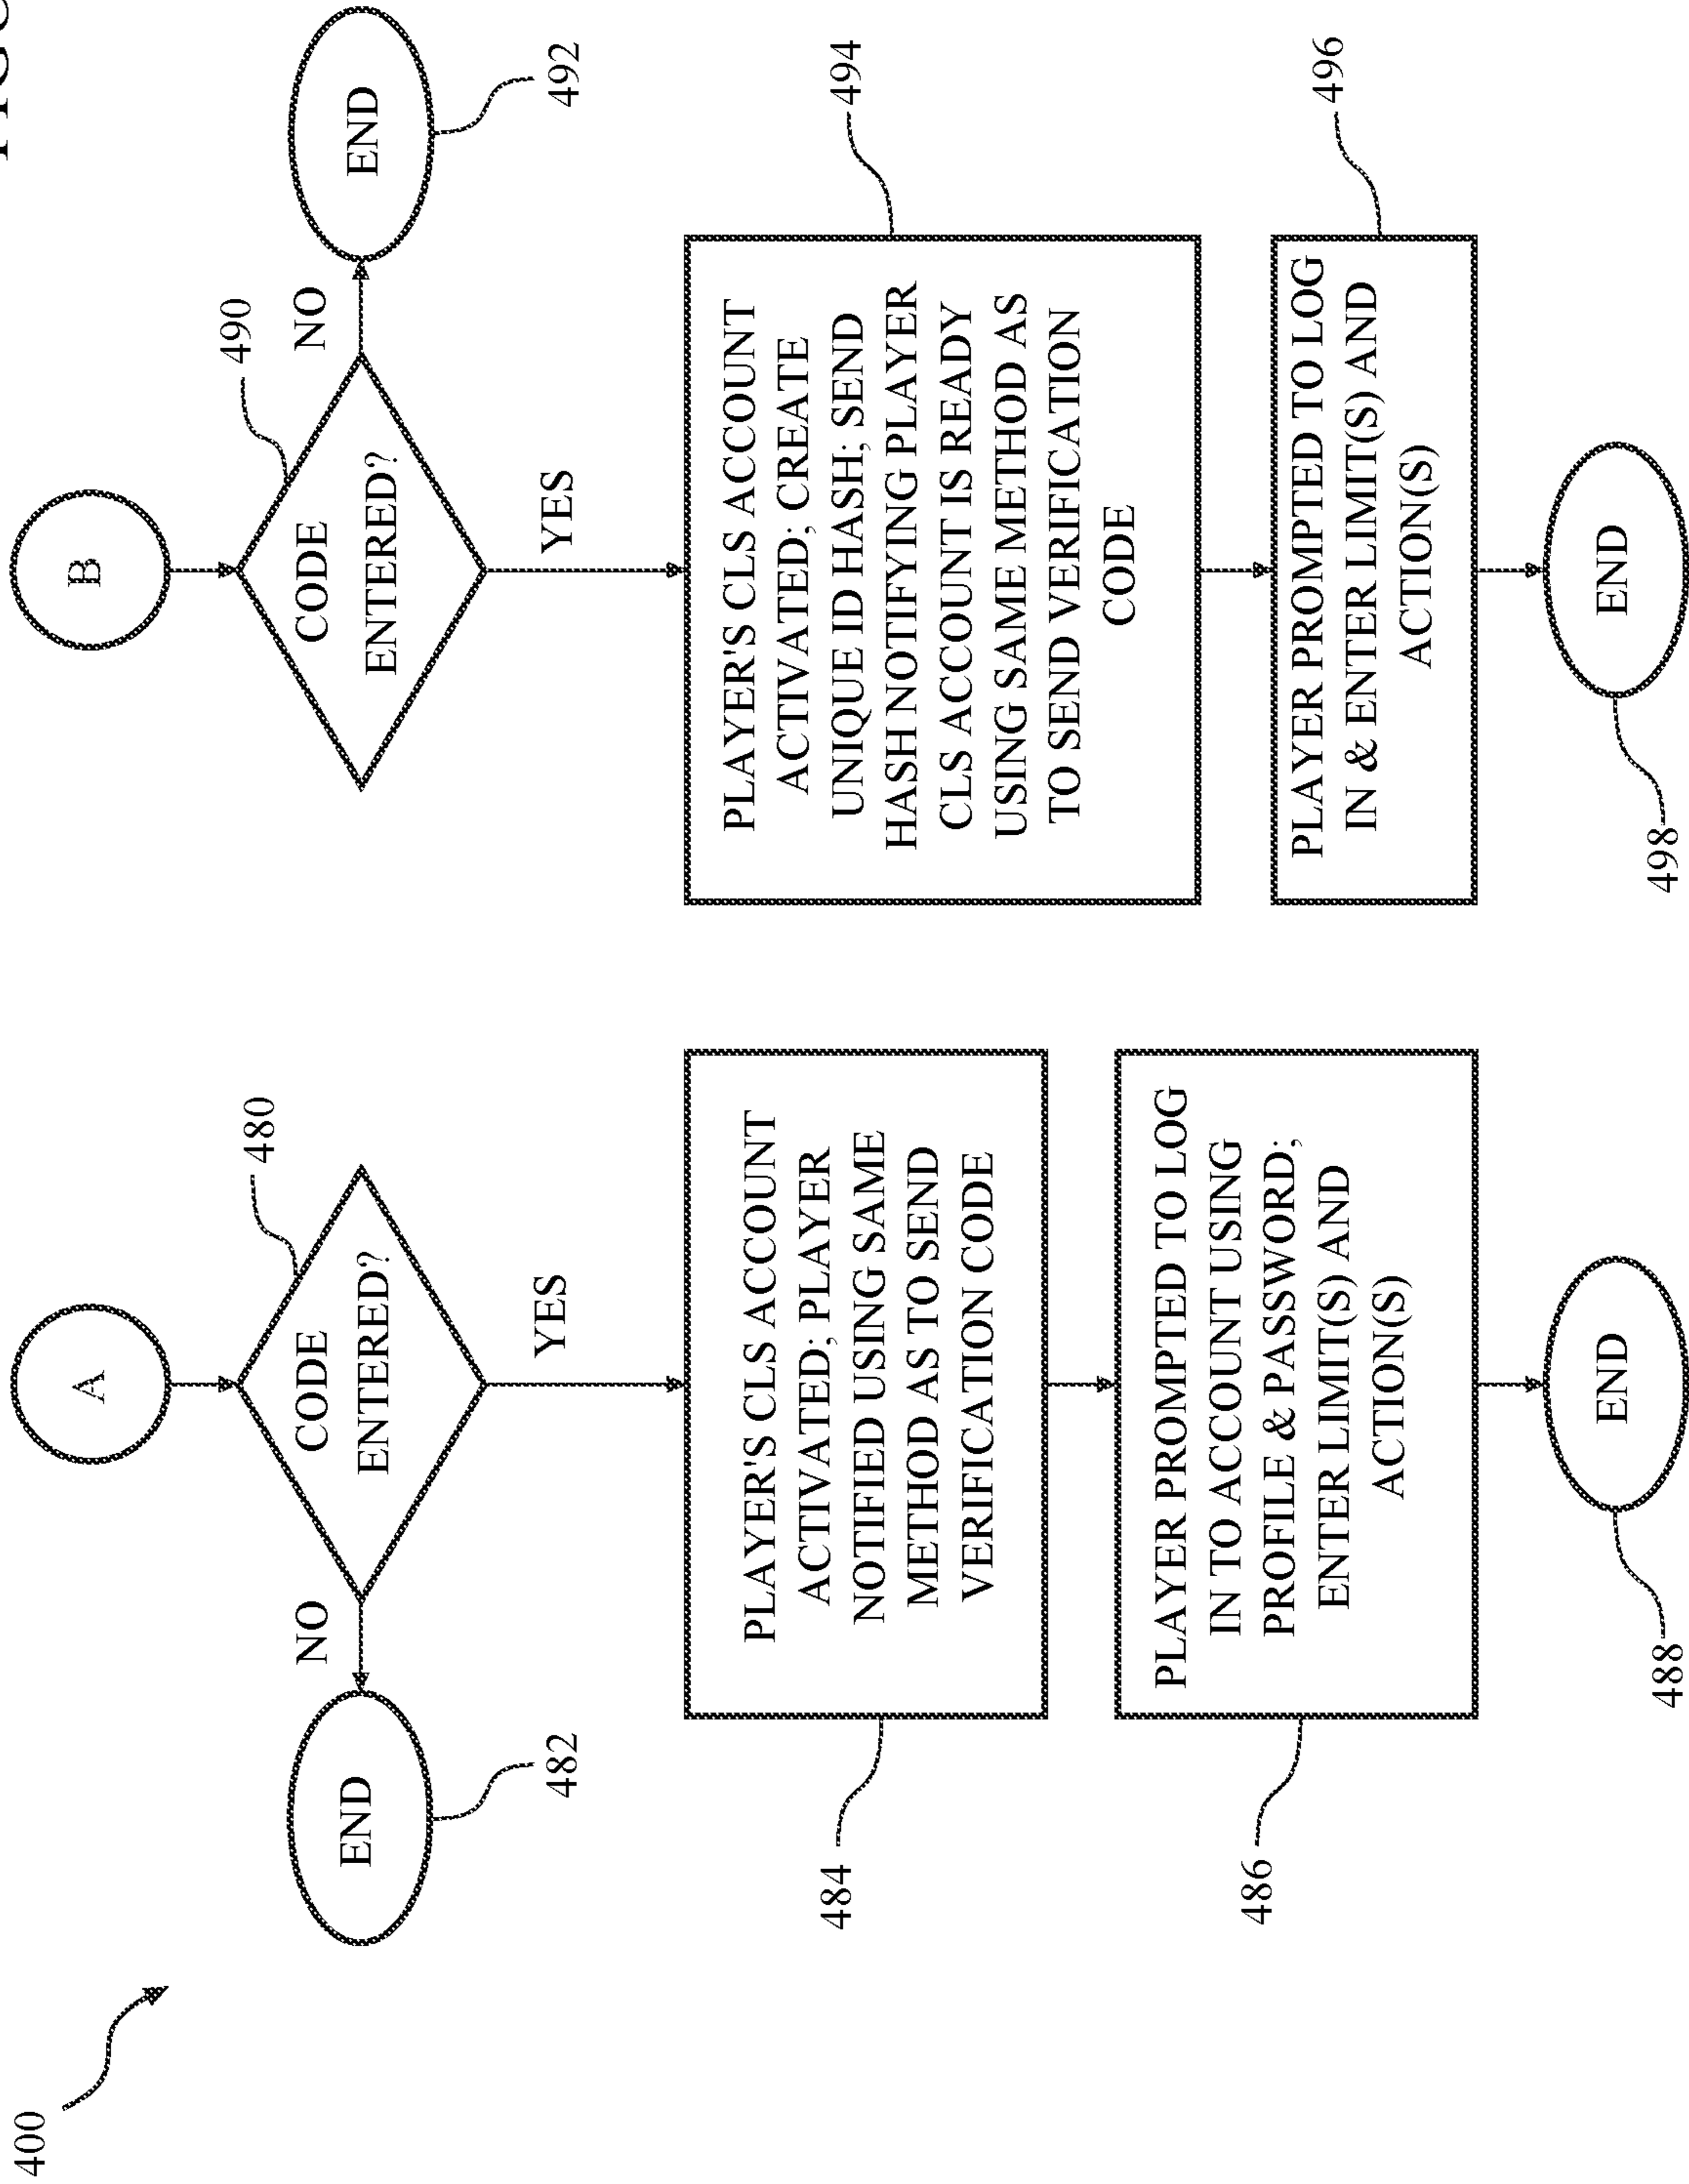 400
A
480
CODE
ENTERED?
NO
END
482
YES
PLAYER'S CLS ACCOUNT
ACTIVATED; PLAYER
NOTIFIED USING SAME
METHOD AS TO SEND
VERIFICATION CODE
484
PLAYER PROMPTED TO LOG
IN TO ACCOUNT USING
PROFILE & PASSWORD;
ENTER LIMIT(S) AND
ACTION(S)
486
END
488
B
490
CODE
ENTERED?
NO
END
492
YES
PLAYER'S CLS ACCOUNT
ACTIVATED; CREATE
UNIQUE ID HASH; SEND
HASH NOTIFYING PLAYER
CLS ACCOUNT IS READY
USING SAME METHOD AS
TO SEND VERIFICATION
CODE
494
PLAYER PROMPTED TO LOG
IN & ENTER LIMIT(S) AND
ACTION(S)
496
END
498